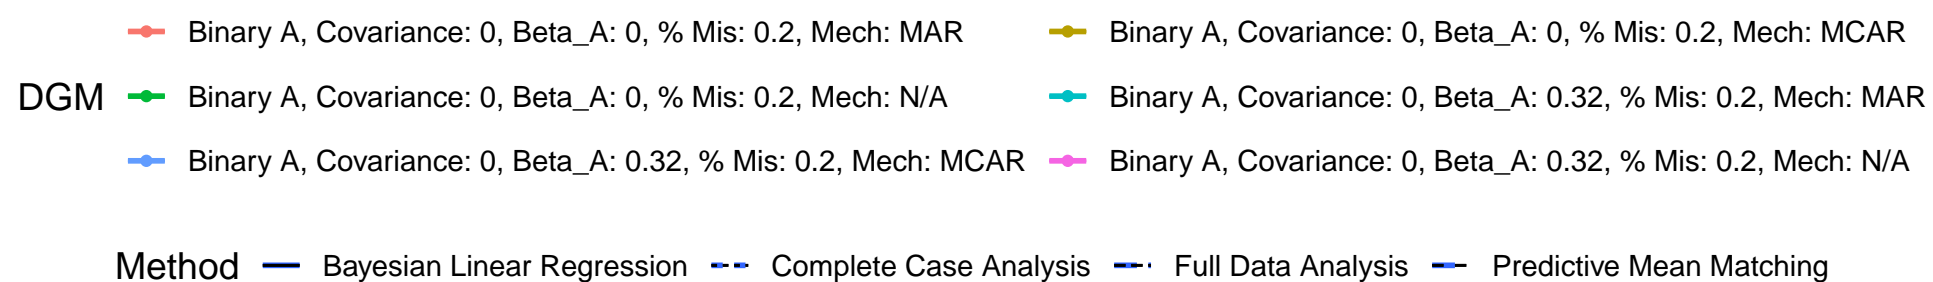 Binary A, Covariance: 0, Beta_A: 0, % Mis: 0.2, Mech: MAR Binary A, Covariance: 0, Beta_A: 0, % Mis: 0.2, Mech: MCAR
DGM Binary A, Covariance: 0, Beta_A: 0, % Mis: 0.2, Mech: N/A Binary A, Covariance: 0, Beta_A: 0.32, % Mis: 0.2, Mech: MAR
Binary A, Covariance: 0, Beta_A: 0.32, % Mis: 0.2, Mech: MCAR Binary A, Covariance: 0, Beta_A: 0.32, % Mis: 0.2, Mech: N/A
Method Bayesian Linear Regression Complete Case Analysis Full Data Analysis Predictive Mean Matching